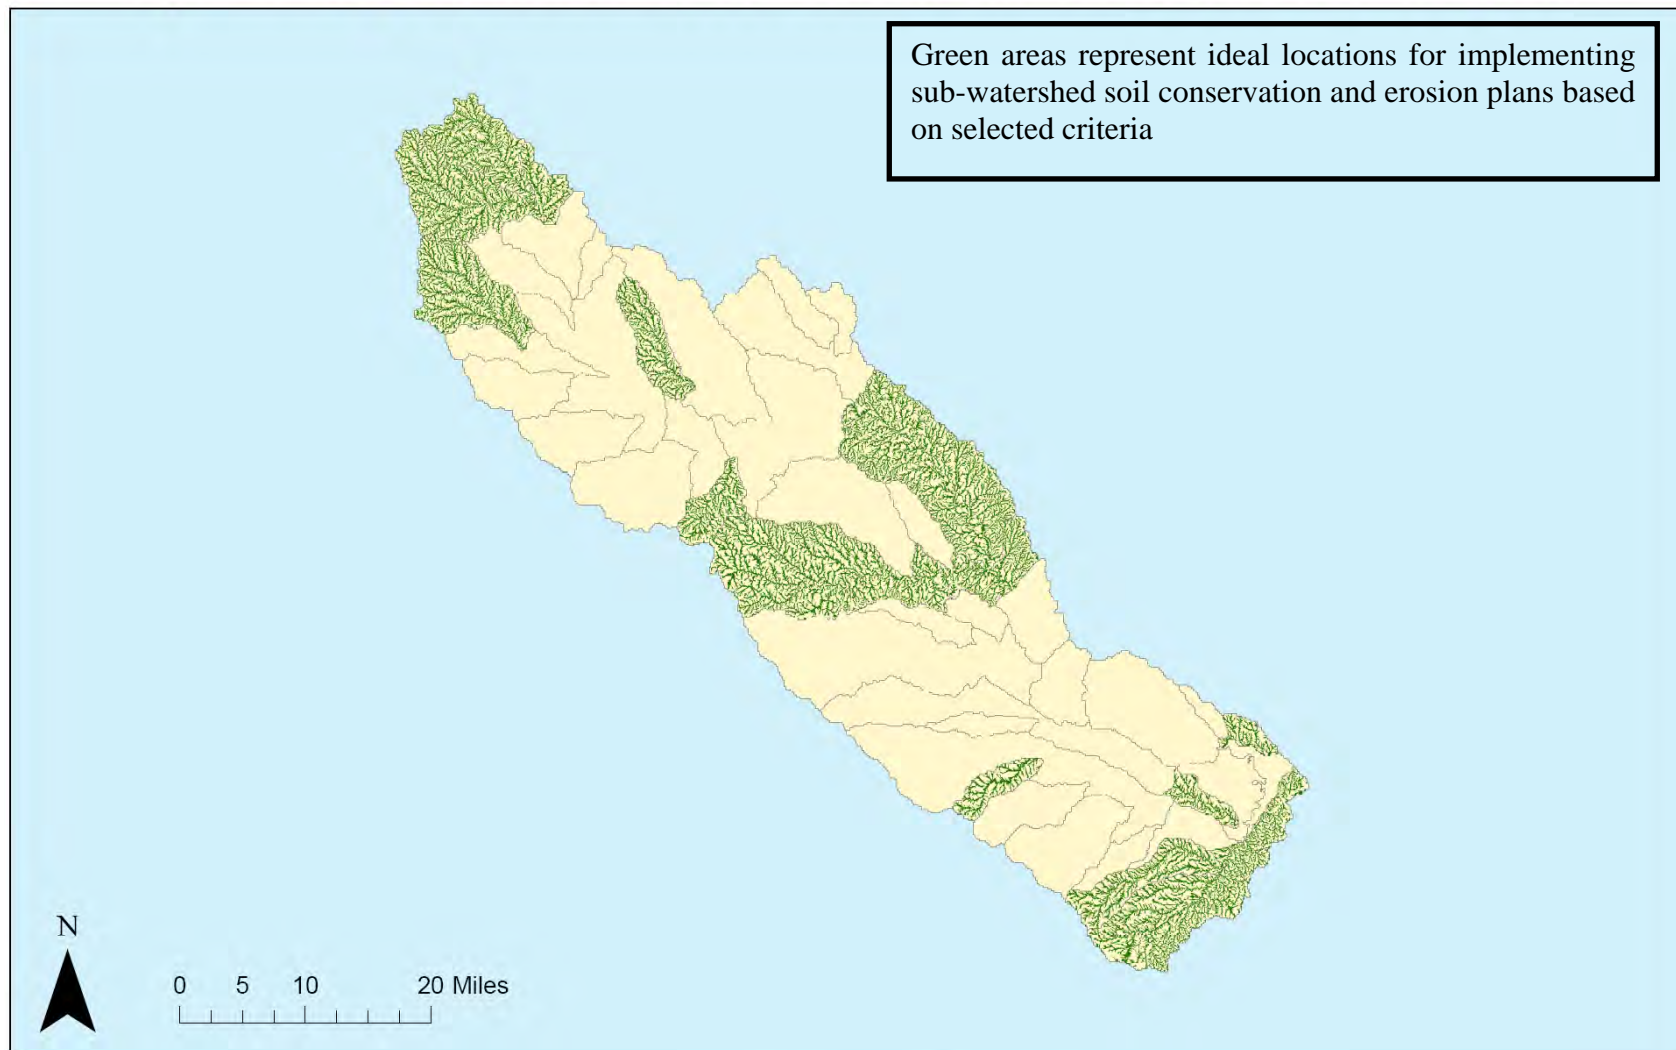 Green areas represent ideal locations for implementing
sub-watershed soil conservation and erosion plans based
on selected criteria
N
0 5 10 20 Miles